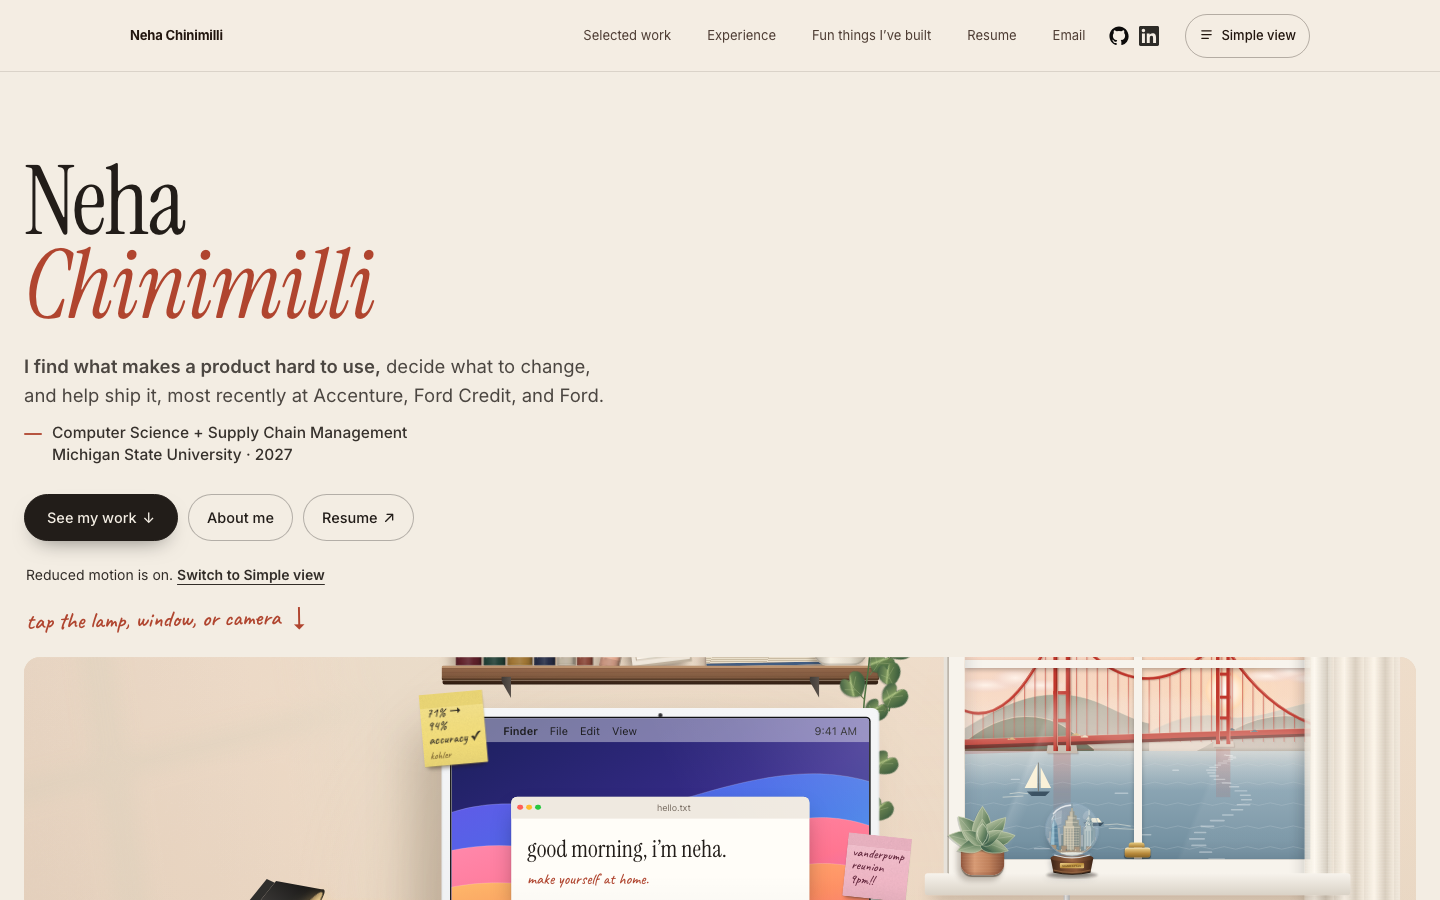 Neha Chinimilli
Selected work
Experience
Fun things I've built
Resume
Email
Simple view
Neha
Chinimilli
I find what makes a product hard to use, decide what to change,
and help ship it, most recently at Accenture, Ford Credit, and Ford.
Computer Science + Supply Chain Management
Michigan State University · 2027
See my work ↓
About me
Resume ↗
Reduced motion is on. Switch to Simple view
tap the lamp, window, or camera ↓
71% →
94%
accuracy ✓
kohler
Finder File Edit View 9:41 AM
hello.txt
good morning, i'm neha.
make yourself at home.
vanderpump
reunion
9pm!!